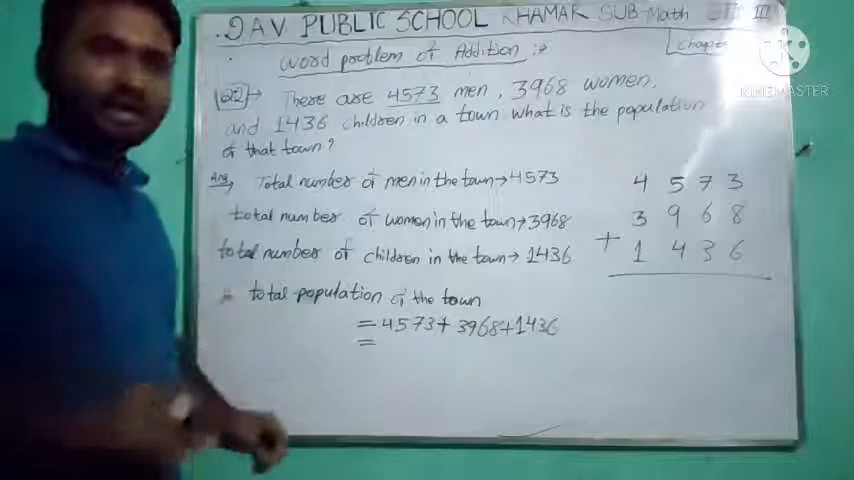 D A V PUBLIC SCHOOL KHAMAR SUB-Math STD III
word problem of Addition :→
Chapt
KINEMASTER
Q2)→ There are 4573 men, 3968 women,
and 1436 children in a town what is the population
of that town?
Ans → Total number of men in the town → 4573
total number of women in the town → 3968
total number of children in the town → 1436
∴ total population of the town
= 4573 + 3968 + 1436
=
4 5 7 3
3 9 6 8
+ 1 4 3 6